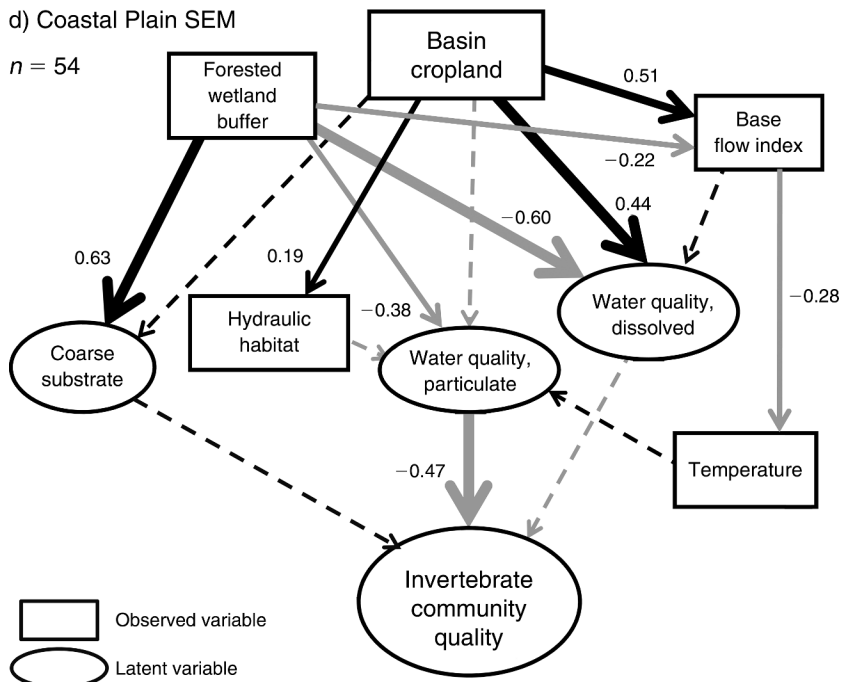 d) Coastal Plain SEM
n = 54
Forested
wetland
buffer
Basin
cropland
Base
flow index
0.51
−0.22
−0.60
0.44
0.63
0.19
−0.38
−0.28
Hydraulic
habitat
Coarse
substrate
Water quality,
particulate
Water quality,
dissolved
Temperature
−0.47
Invertebrate
community
quality
Observed variable
Latent variable